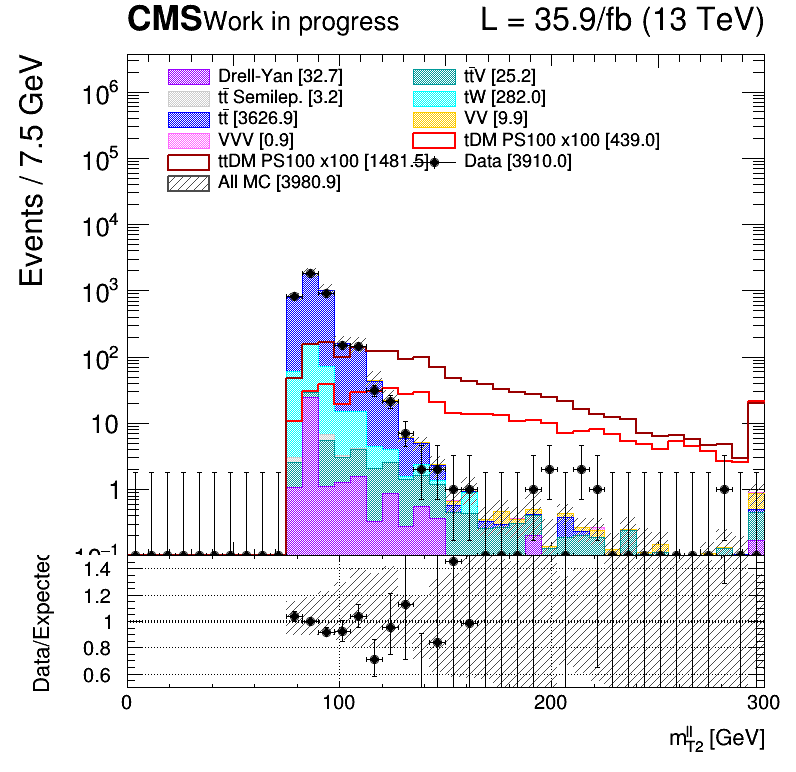 CMS Work in progress L = 35.9/fb (13 TeV)
Events / 7.5 GeV
10⁶
10⁵
10⁴
10³
10²
10
1
10⁻¹
Drell-Yan [32.7]
tt̄V [25.2]
tt̄ Semilep. [3.2]
tW [282.0]
tt̄ [3626.9]
VV [9.9]
VVV [0.9]
tDM PS100 x100 [439.0]
ttDM PS100 x100 [1481.5]
Data [3910.0]
All MC [3980.9]
Data/Expected
1.4
1.2
1
0.8
0.6
0 100 200 300
m_T2^ll [GeV]